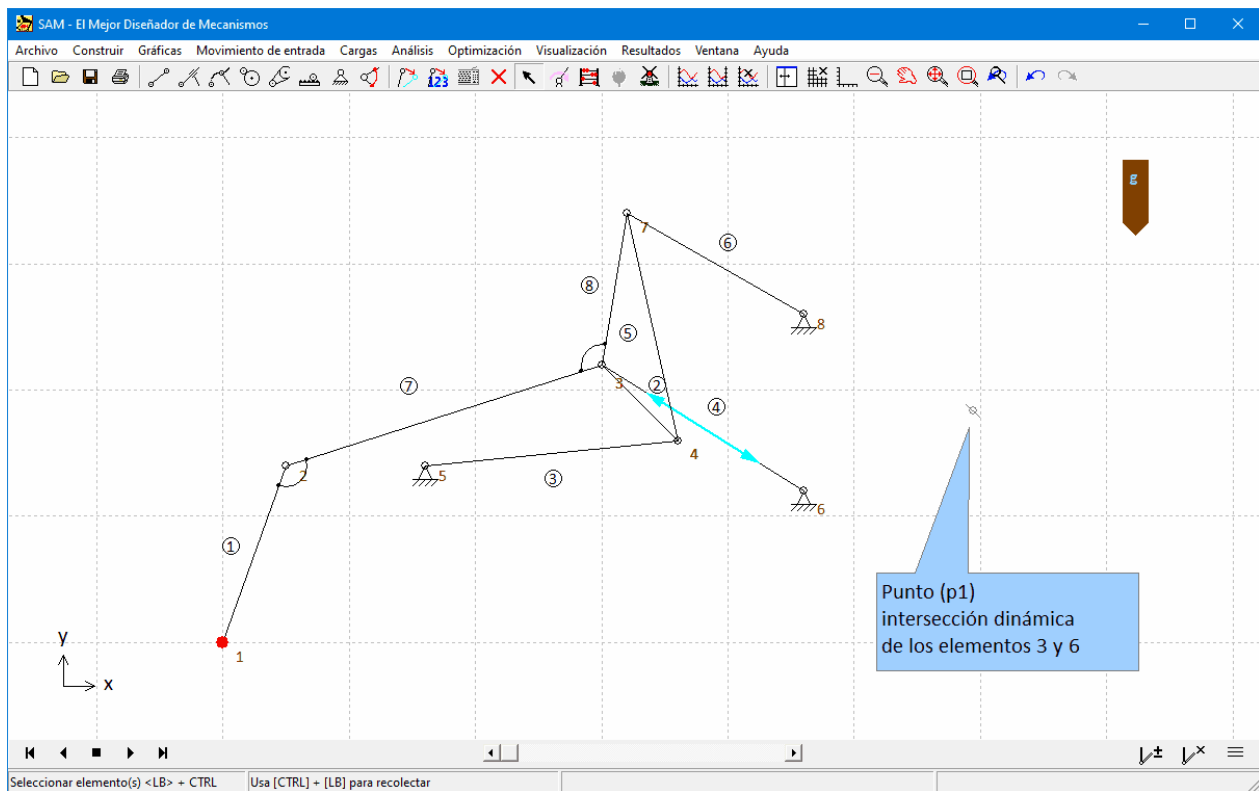 SAM - El Mejor Diseñador de Mecanismos
Archivo Construir Gráficas Movimiento de entrada Cargas Análisis Optimización Visualización Resultados Ventana Ayuda
123
g
7
6
8
8
5
3
2
7
4
4
2
5
3
6
1
Punto (p1)
intersección dinámica
de los elementos 3 y 6
y
1
x
Seleccionar elemento(s) <LB> + CTRL Usa [CTRL] + [LB] para recolectar